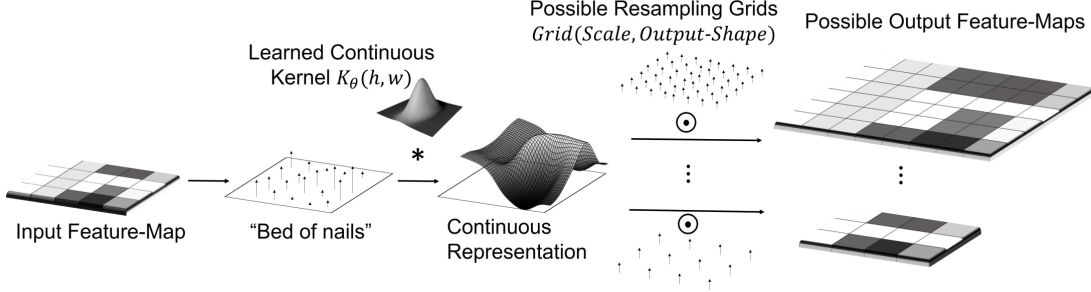 Possible Resampling Grids
Grid(Scale, Output-Shape)
Possible Output Feature-Maps
Learned Continuous
Kernel Kθ(h, w)
*
Input Feature-Map
"Bed of nails"
Continuous
Representation